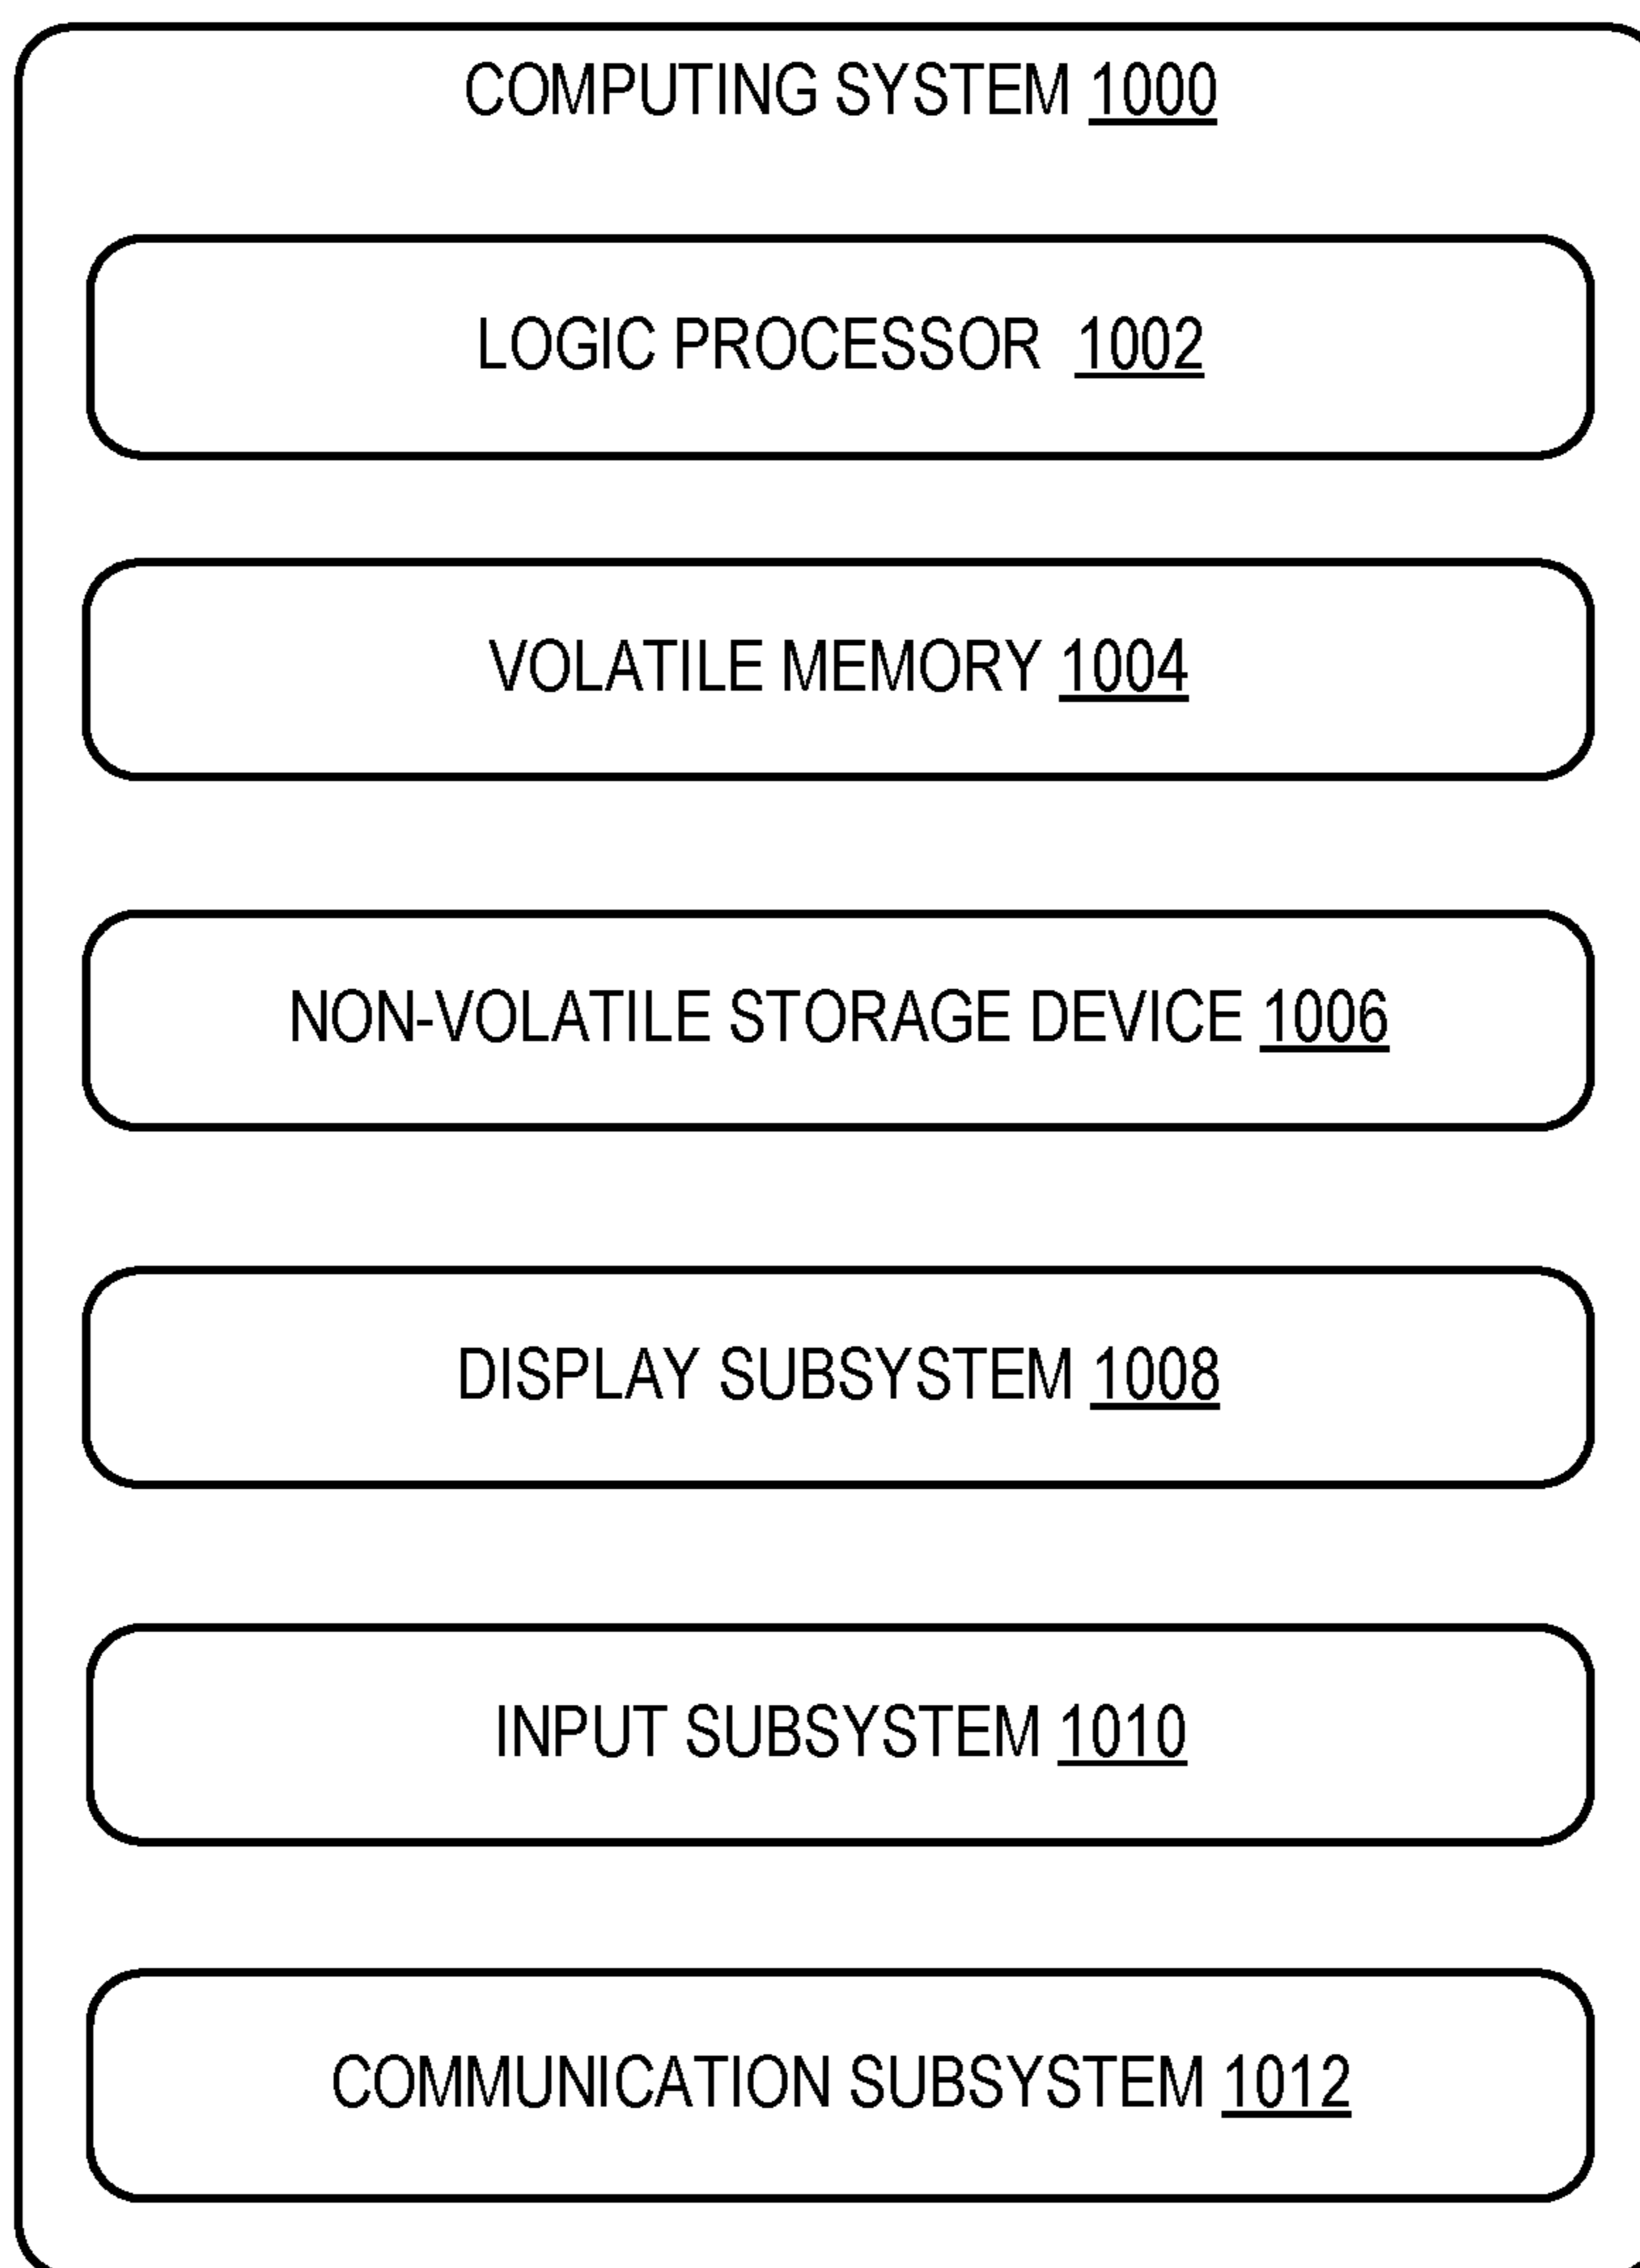 COMPUTING SYSTEM 1000
LOGIC PROCESSOR 1002
VOLATILE MEMORY 1004
NON-VOLATILE STORAGE DEVICE 1006
DISPLAY SUBSYSTEM 1008
INPUT SUBSYSTEM 1010
COMMUNICATION SUBSYSTEM 1012